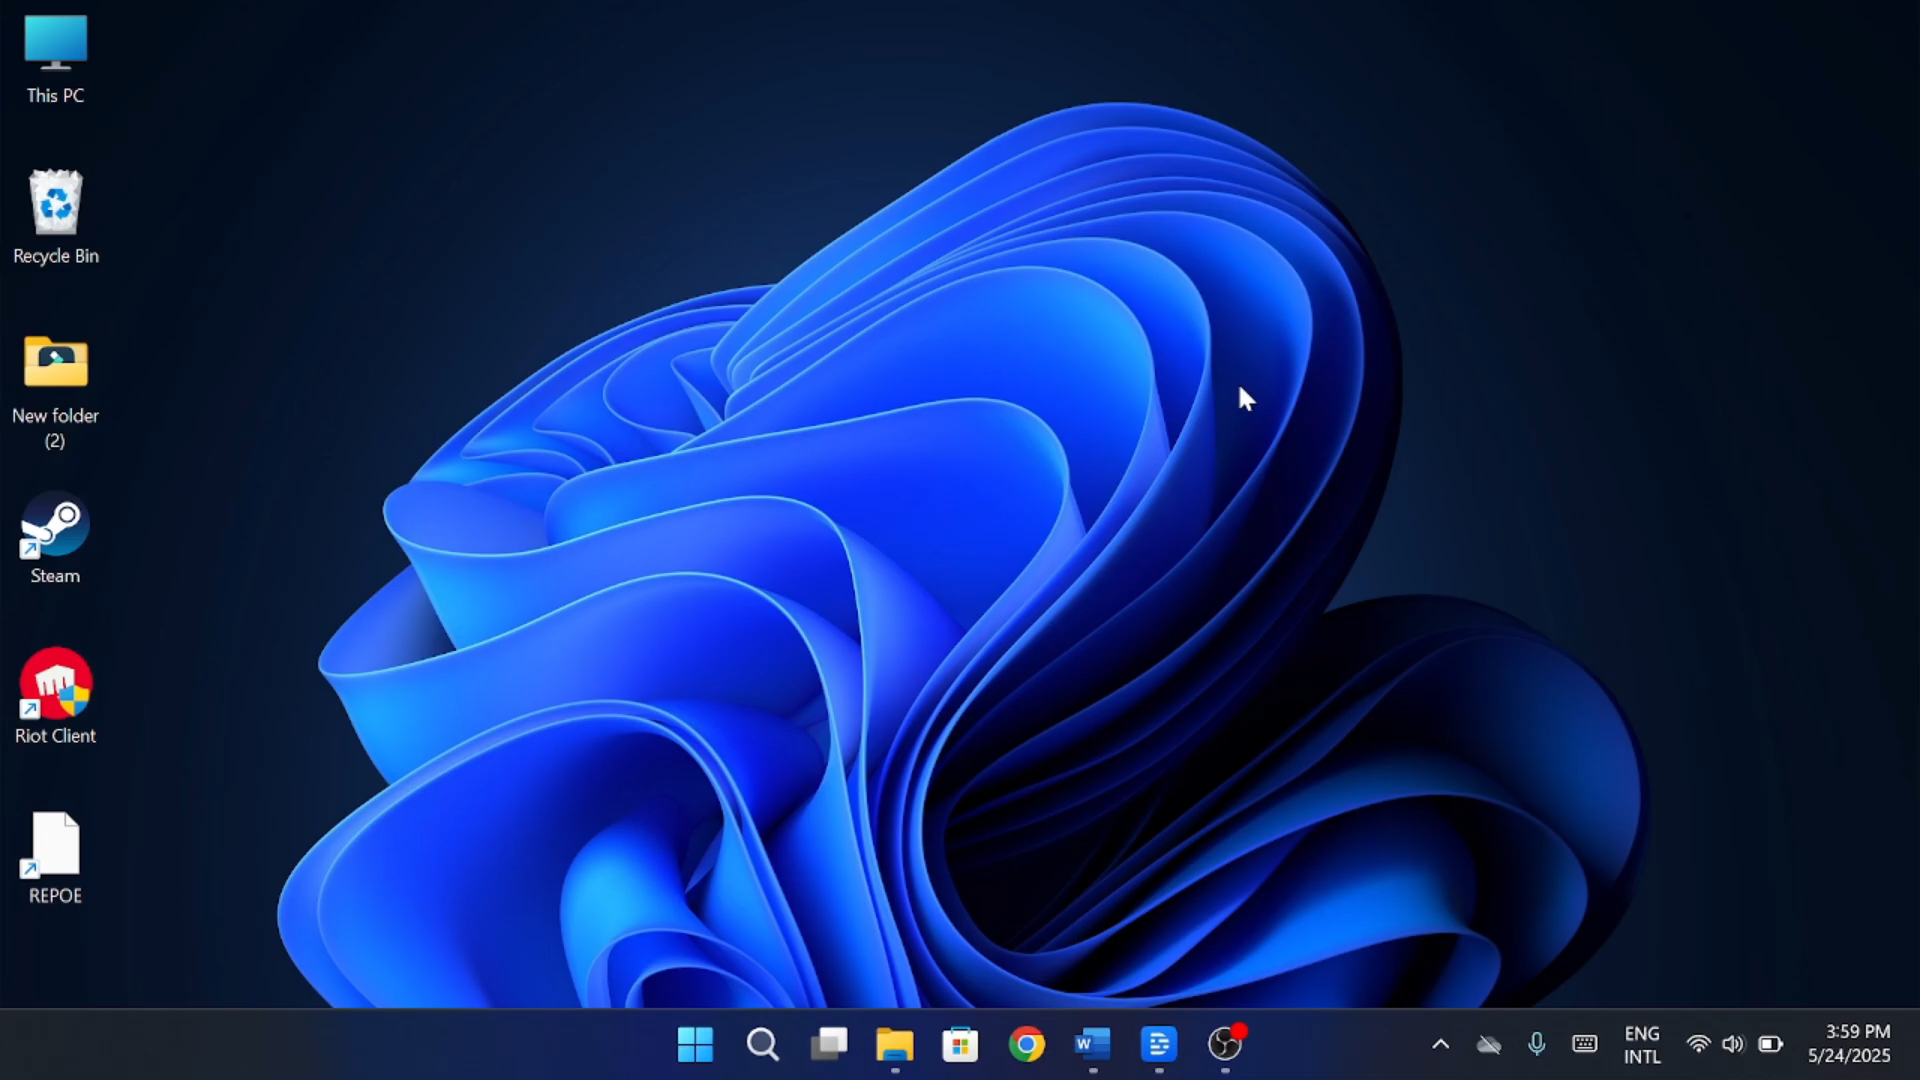 This PC
Recycle Bin
New folder
(2)
Steam
Riot Client
REPOE
W
ENG
INTL
3:59 PM
5/24/2025